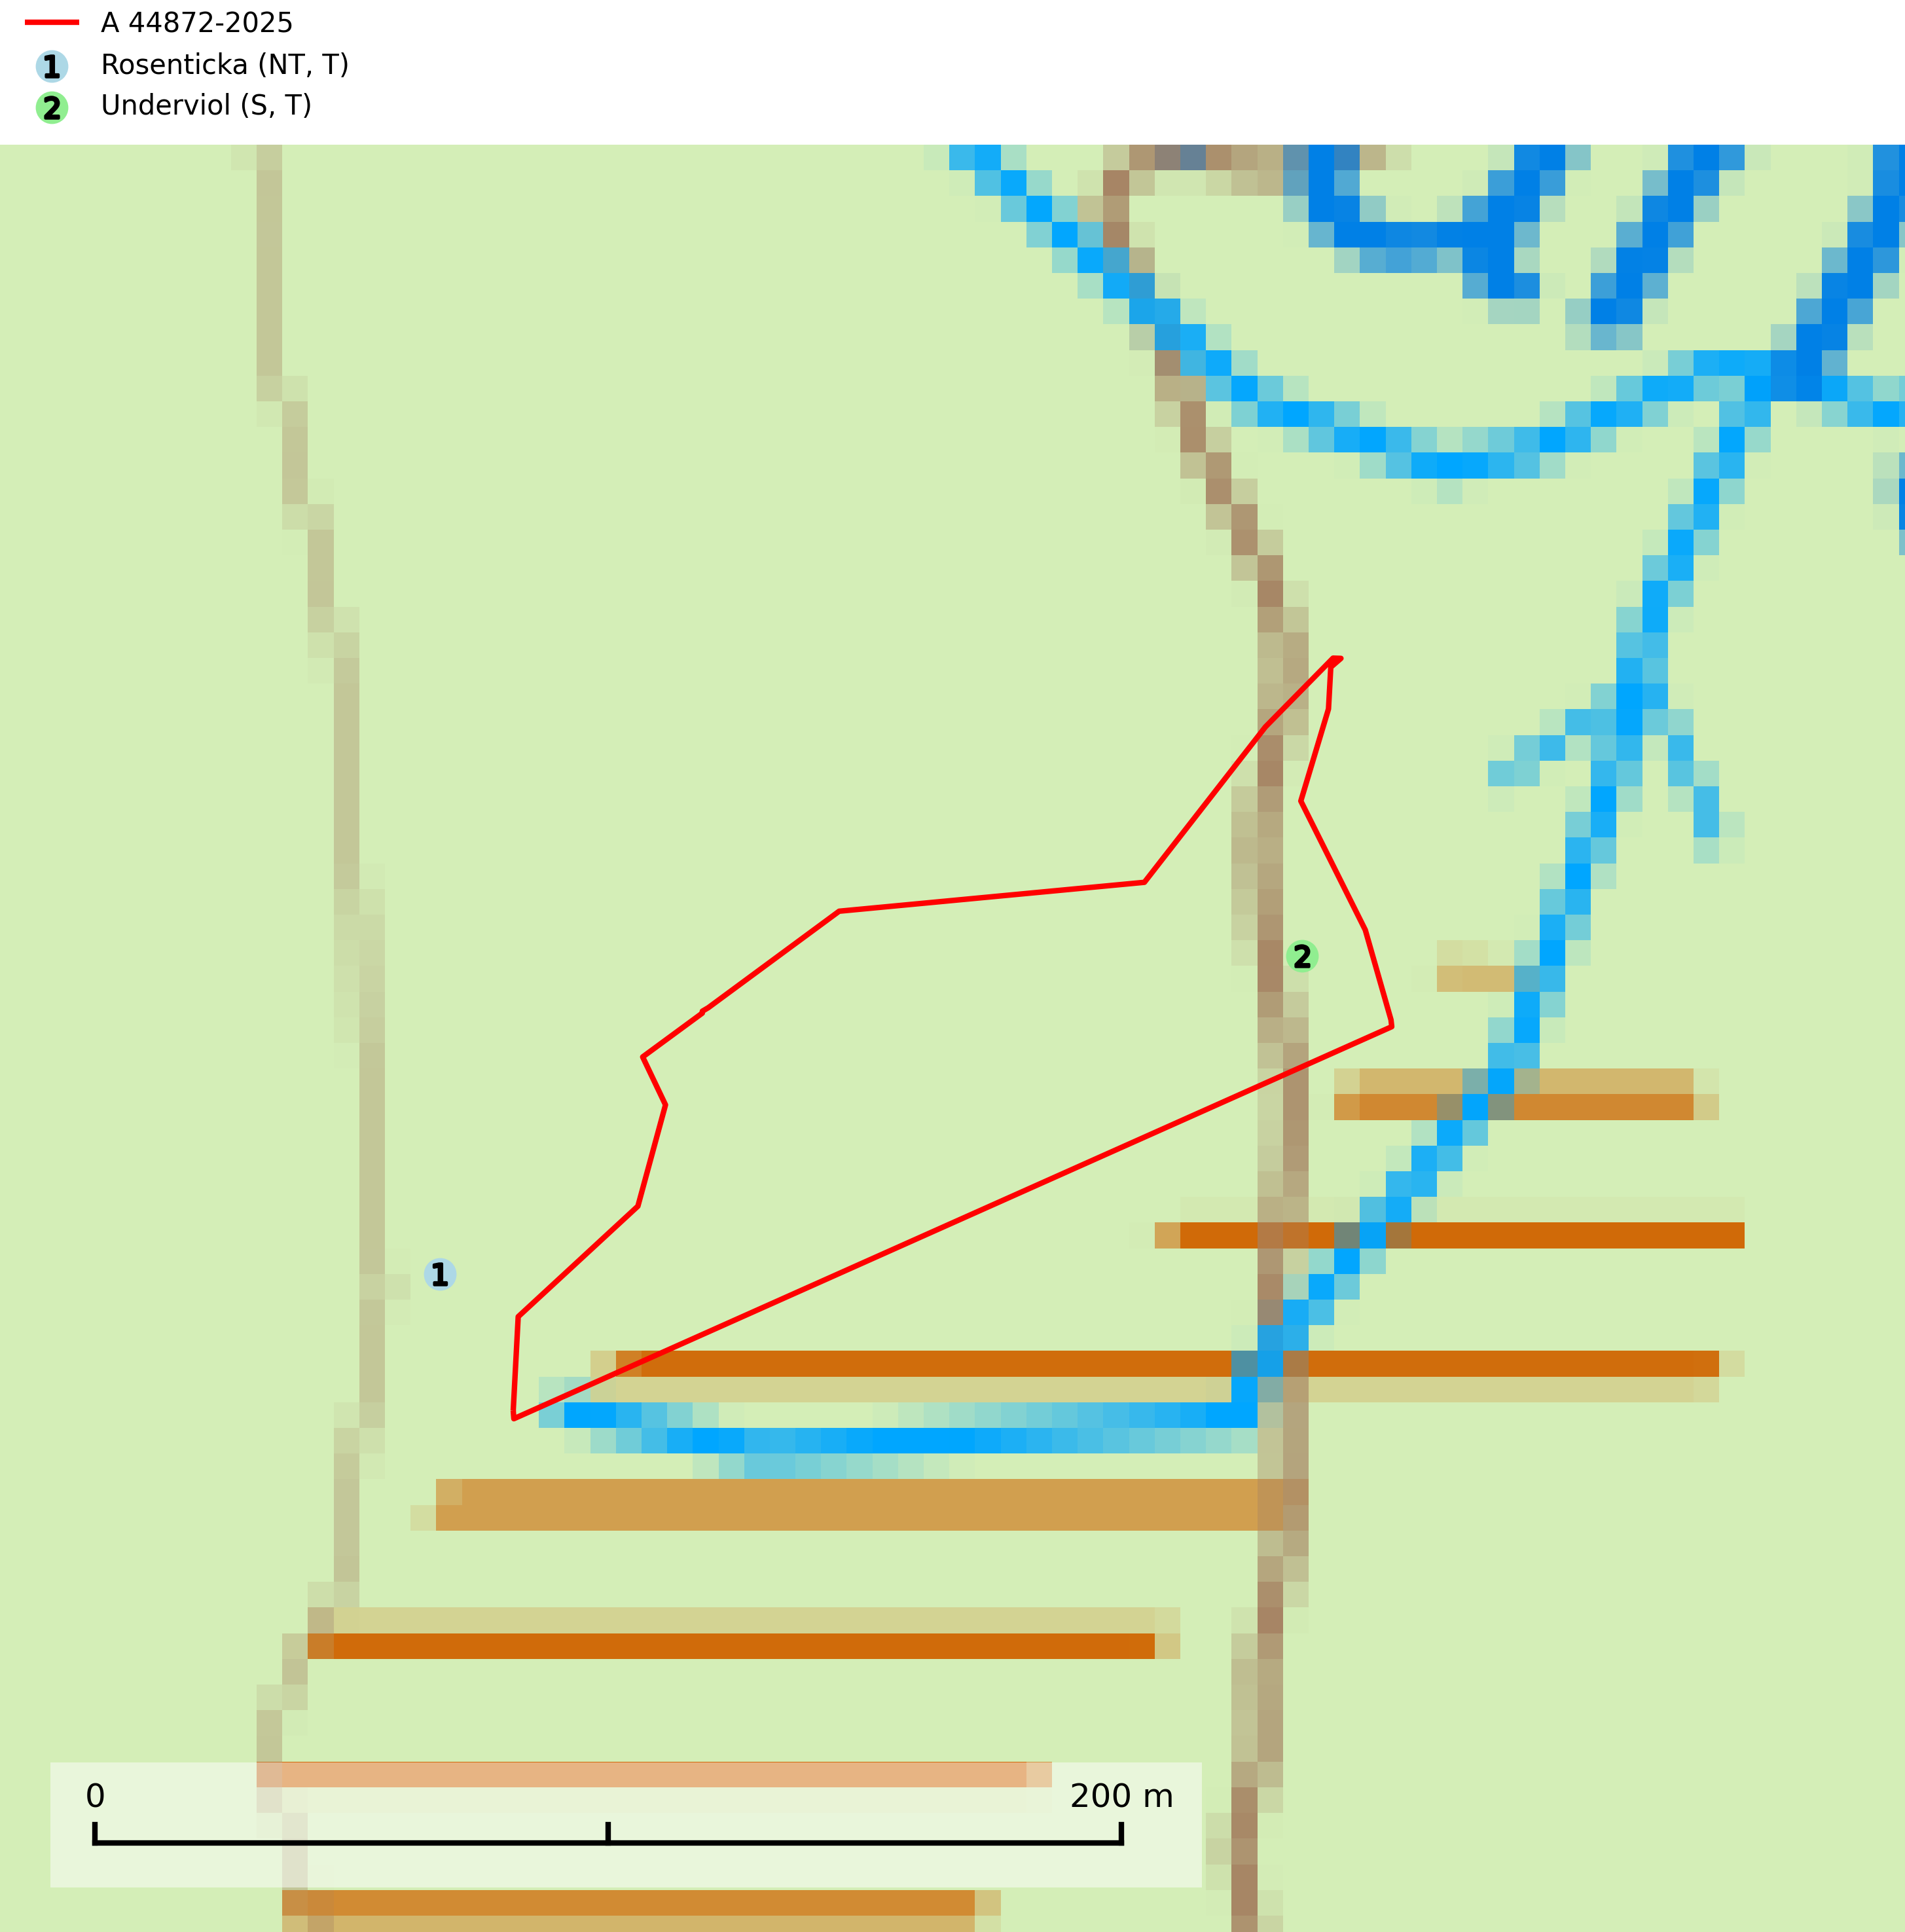 A 44872-2025
1 Rosenticka (NT, T)
2 Underviol (S, T)
2
1
0 200 m